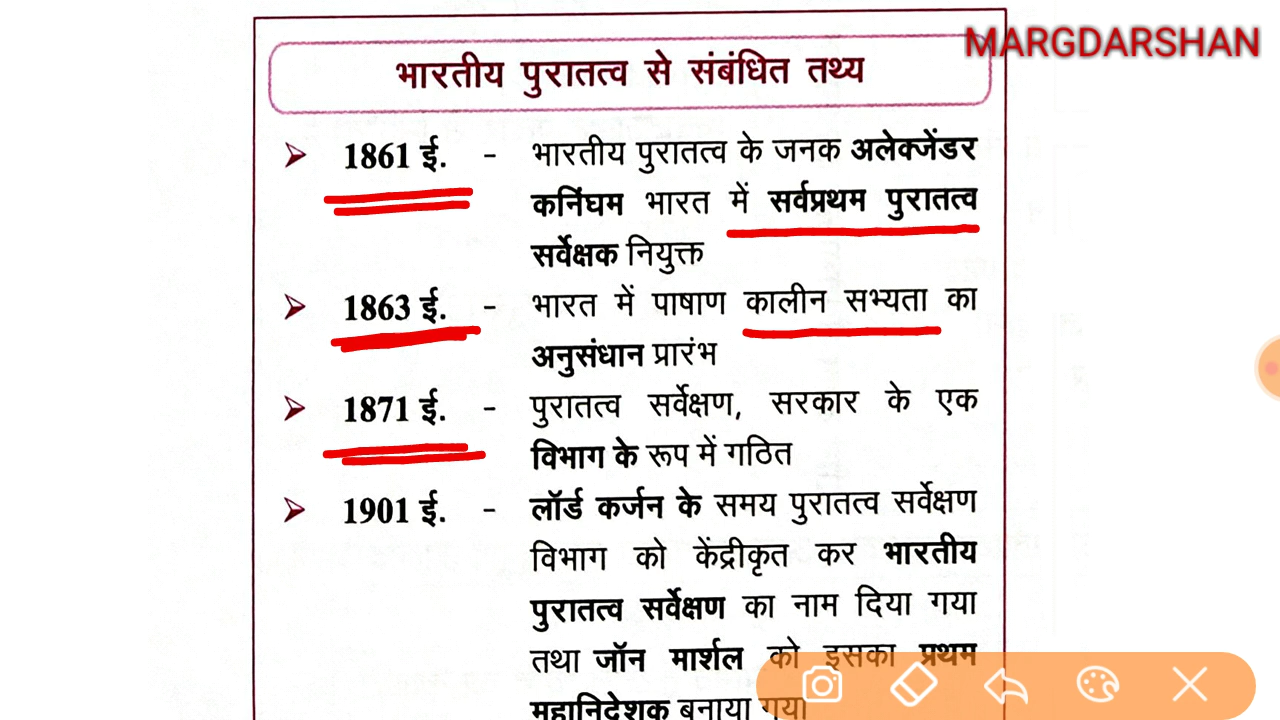 MARGDARSHAN
भारतीय पुरातत्व से संबंधित तथ्य
➢ 1861 ई. - भारतीय पुरातत्व के जनक अलेक्जेंडर
कनिंघम भारत में सर्वप्रथम पुरातत्व
सर्वेक्षक नियुक्त
➢ 1863 ई. - भारत में पाषाण कालीन सभ्यता का
अनुसंधान प्रारंभ
➢ 1871 ई. - पुरातत्व सर्वेक्षण, सरकार के एक
विभाग के रूप में गठित
➢ 1901 ई. - लॉर्ड कर्जन के समय पुरातत्व सर्वेक्षण
विभाग को केंद्रीकृत कर भारतीय
पुरातत्व सर्वेक्षण का नाम दिया गया
तथा जॉन मार्शल को इसका प्रथम
महानिदेशक बनाया गया